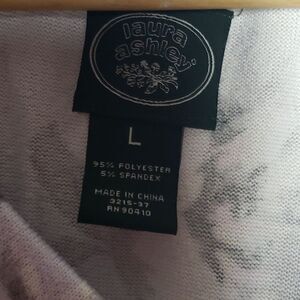 laura
ashley
L
95% POLYESTER
5% SPANDEX
MADE IN CHINA
3215-37
RN 90410